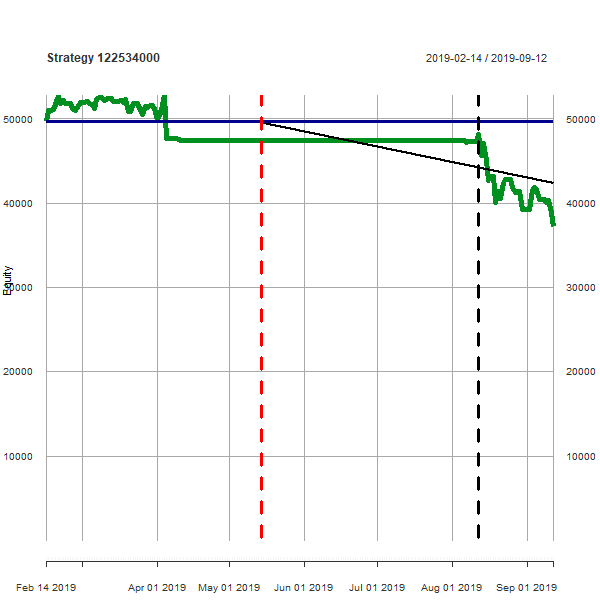 Strategy 122534000
2019-02-14 / 2019-09-12
50000 50000
40000 40000
Equity
30000 30000
20000 20000
10000 10000
Feb 14 2019 Apr 01 2019 May 01 2019 Jun 01 2019 Jul 01 2019 Aug 01 2019 Sep 01 2019